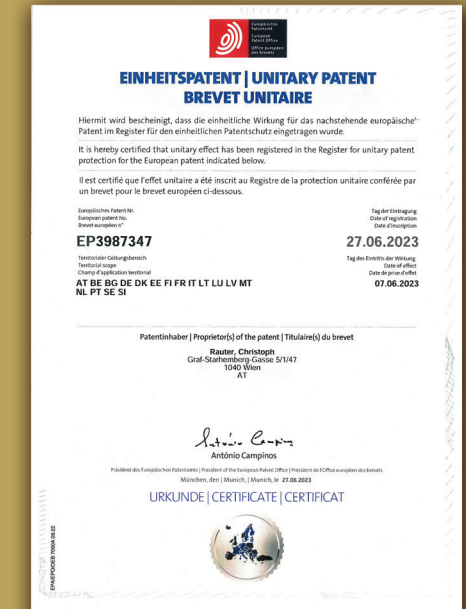 Europäisches
Patentamt
European
Patent Office
Office européen
des brevets
EINHEITSPATENT | UNITARY PATENT
BREVET UNITAIRE
Hiermit wird bescheinigt, dass die einheitliche Wirkung für das nachstehende europäische
Patent im Register für den einheitlichen Patentschutz eingetragen wurde.
It is hereby certified that unitary effect has been registered in the Register for unitary patent
protection for the European patent indicated below.
Il est certifié que l'effet unitaire a été inscrit au Registre de la protection unitaire conférée par
un brevet pour le brevet européen ci-dessous.
Europäisches Patent Nr.
European patent No.
Brevet européen n°
Tag der Eintragung
Date of registration
Date d'inscription
EP3987347
27.06.2023
Territorialer Geltungsbereich
Territorial scope
Champ d'application territorial
Tag des Eintritts der Wirkung
Date of effect
Date de prise d'effet
AT BE BG DE DK EE FI FR IT LT LU LV MT
NL PT SE SI
07.06.2023
Patentinhaber | Proprietor(s) of the patent | Titulaire(s) du brevet
Rauter, Christoph
Graf-Starhemberg-Gasse 5/1/47
1040 Wien
AT
António Campinos
António Campinos
Präsident des Europäischen Patentamts | President of the European Patent Office | Président de l'Office européen des brevets
München, den | Munich, | Munich, le 27.06.2023
URKUNDE | CERTIFICATE | CERTIFICAT
EPA/EPO/OEB 7050A 09.22